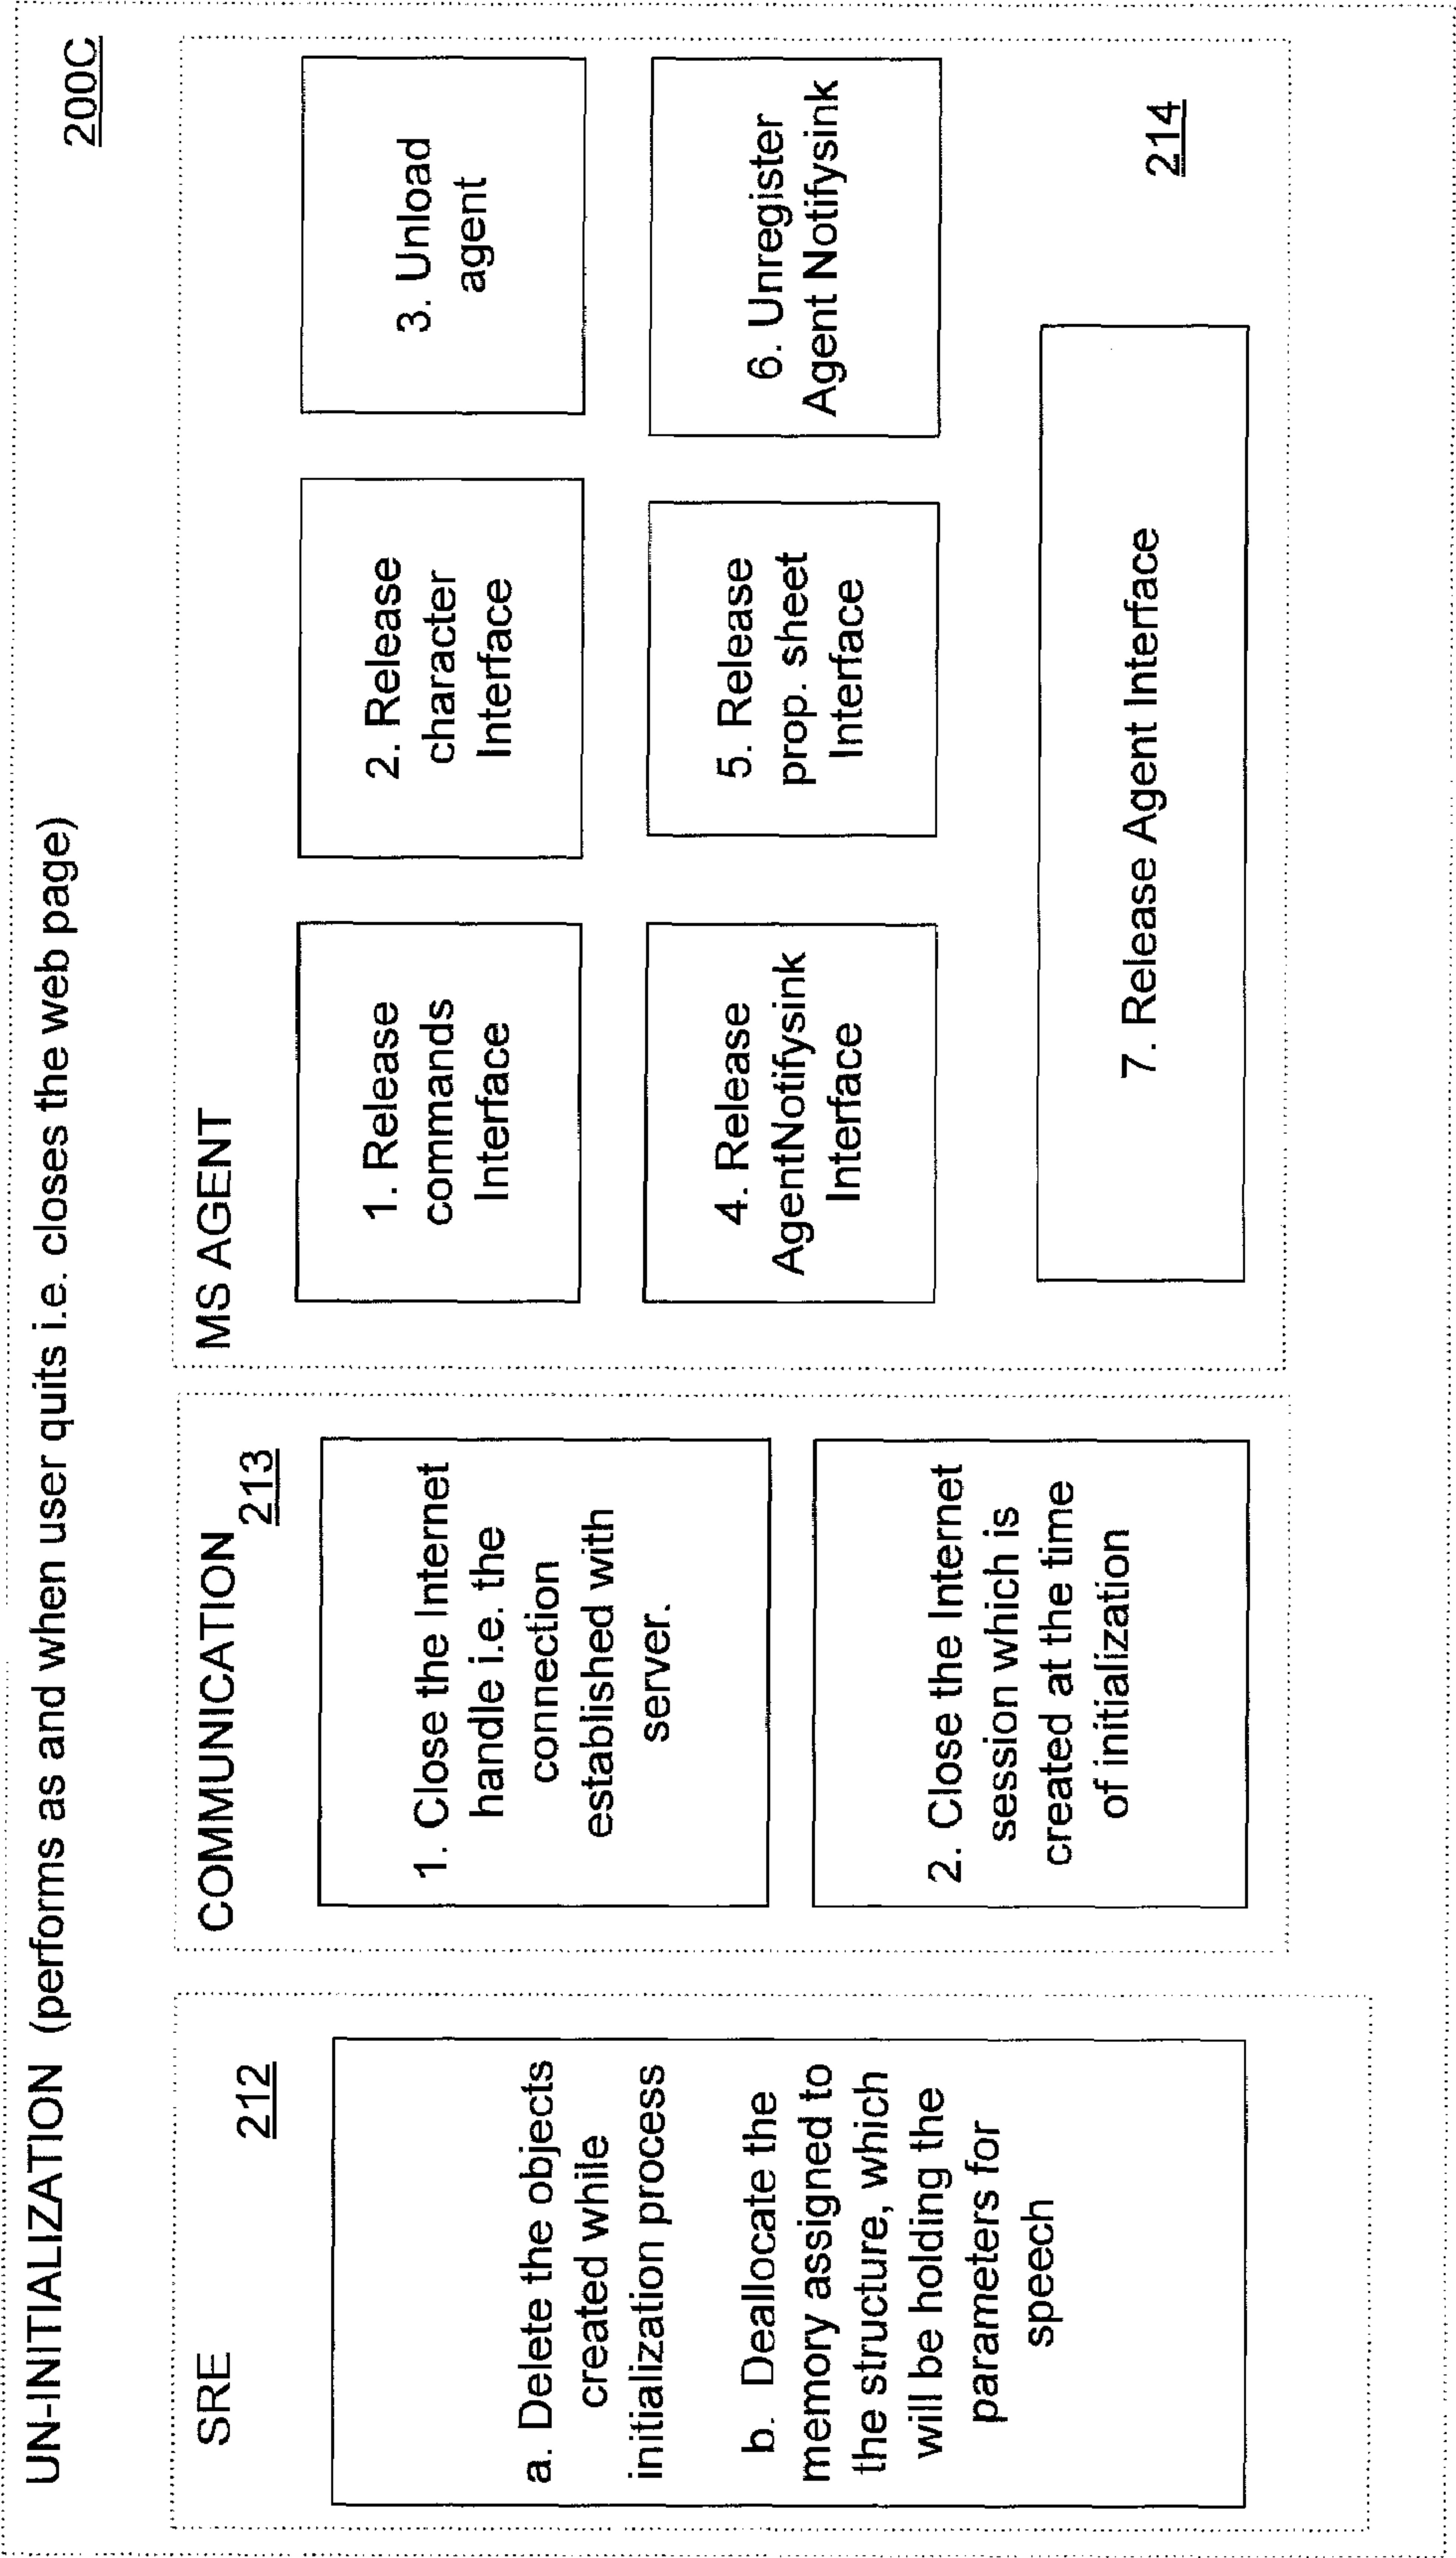 UN-INITIALIZATION (performs as and when user quits i.e. closes the web page)
200C
SRE
212
a. Delete the objects
created while
initialization process
b. Deallocate the
memory assigned to
the structure, which
will be holding the
parameters for
speech
COMMUNICATION
213
1. Close the Internet
handle i.e. the
connection
established with
server.
2. Close the Internet
session which is
created at the time
of initialization
MS AGENT
1. Release
commands
Interface
2. Release
character
Interface
3. Unload
agent
4. Release
AgentNotifysink
Interface
5. Release
prop. sheet
Interface
6. Unregister
Agent Notifysink
7. Release Agent Interface
214